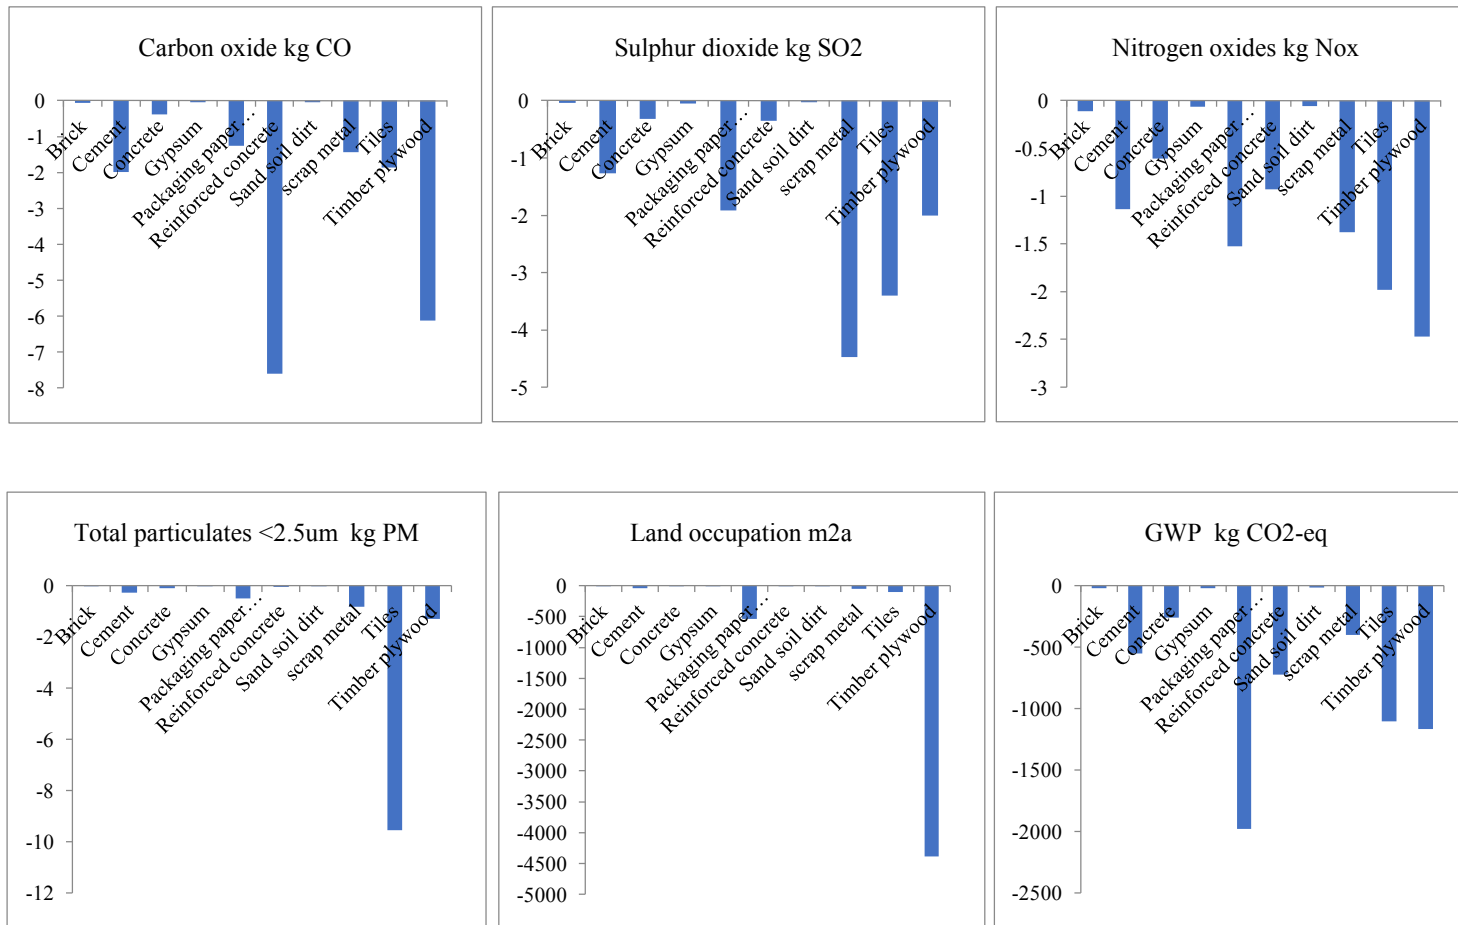 Carbon oxide kg CO
0
-1
-2
-3
-4
-5
-6
-7
-8
Brick
Cement
Concrete
Gypsum
Packaging paper…
Reinforced concrete
Sand soil dirt
scrap metal
Tiles
Timber plywood
Sulphur dioxide kg SO2
0
-1
-2
-3
-4
-5
Brick
Cement
Concrete
Gypsum
Packaging paper…
Reinforced concrete
Sand soil dirt
scrap metal
Tiles
Timber plywood
Nitrogen oxides kg Nox
0
-0.5
-1
-1.5
-2
-2.5
-3
Brick
Cement
Concrete
Gypsum
Packaging paper…
Reinforced concrete
Sand soil dirt
scrap metal
Tiles
Timber plywood
Total particulates <2.5um kg PM
0
-2
-4
-6
-8
-10
-12
Brick
Cement
Concrete
Gypsum
Packaging paper…
Reinforced concrete
Sand soil dirt
scrap metal
Tiles
Timber plywood
Land occupation m2a
0
-500
-1000
-1500
-2000
-2500
-3000
-3500
-4000
-4500
-5000
Brick
Cement
Concrete
Gypsum
Packaging paper…
Reinforced concrete
Sand soil dirt
scrap metal
Tiles
Timber plywood
GWP kg CO2-eq
0
-500
-1000
-1500
-2000
-2500
Brick
Cement
Concrete
Gypsum
Packaging paper…
Reinforced concrete
Sand soil dirt
scrap metal
Tiles
Timber plywood